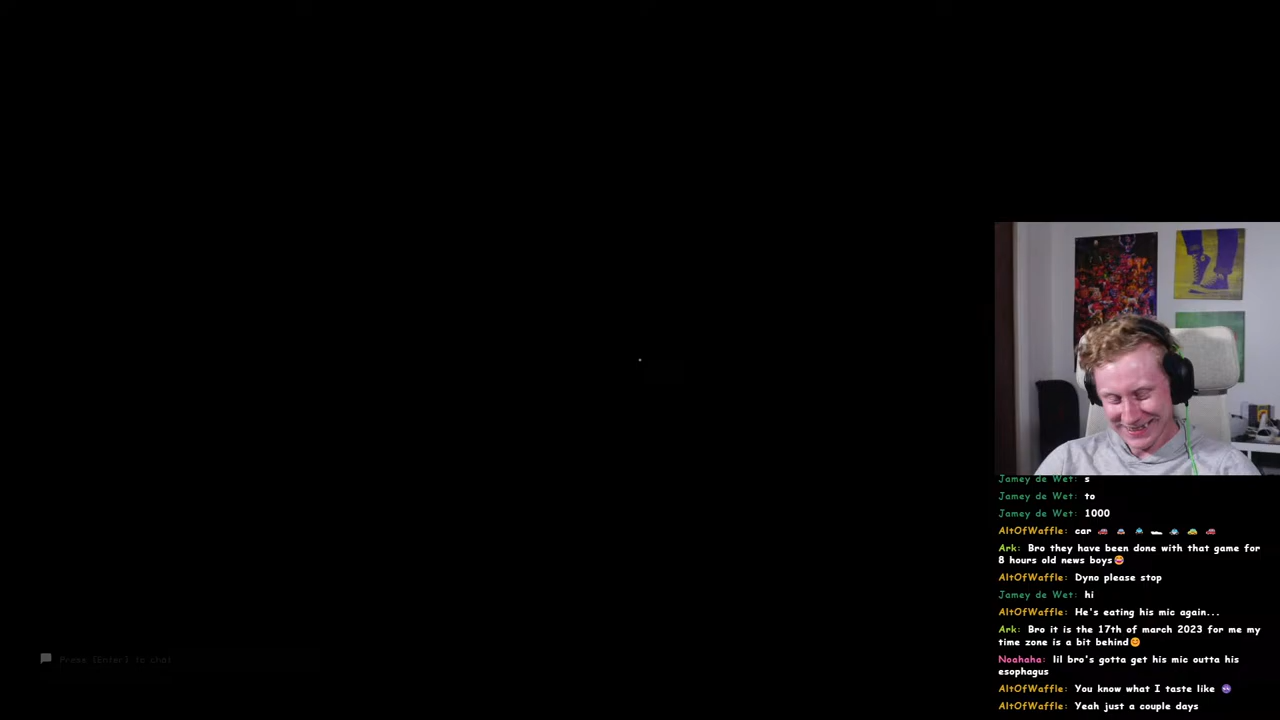 Jamey de Wet: s
Jamey de Wet: to
Jamey de Wet: 1000
AltOfWaffle: car 
Ark: Bro they have been done with that game for
8 hours old news boys
AltOfWaffle: Dyno please stop
Jamey de Wet: hi
AltOfWaffle: He's eating his mic again...
Ark: Bro it is the 17th of march 2023 for me my
time zone is a bit behind
Noahaha: lil bro's gotta get his mic outta his
esophagus
Press [Enter] to chat
AltOfWaffle: You know what I taste like
AltOfWaffle: Yeah just a couple days